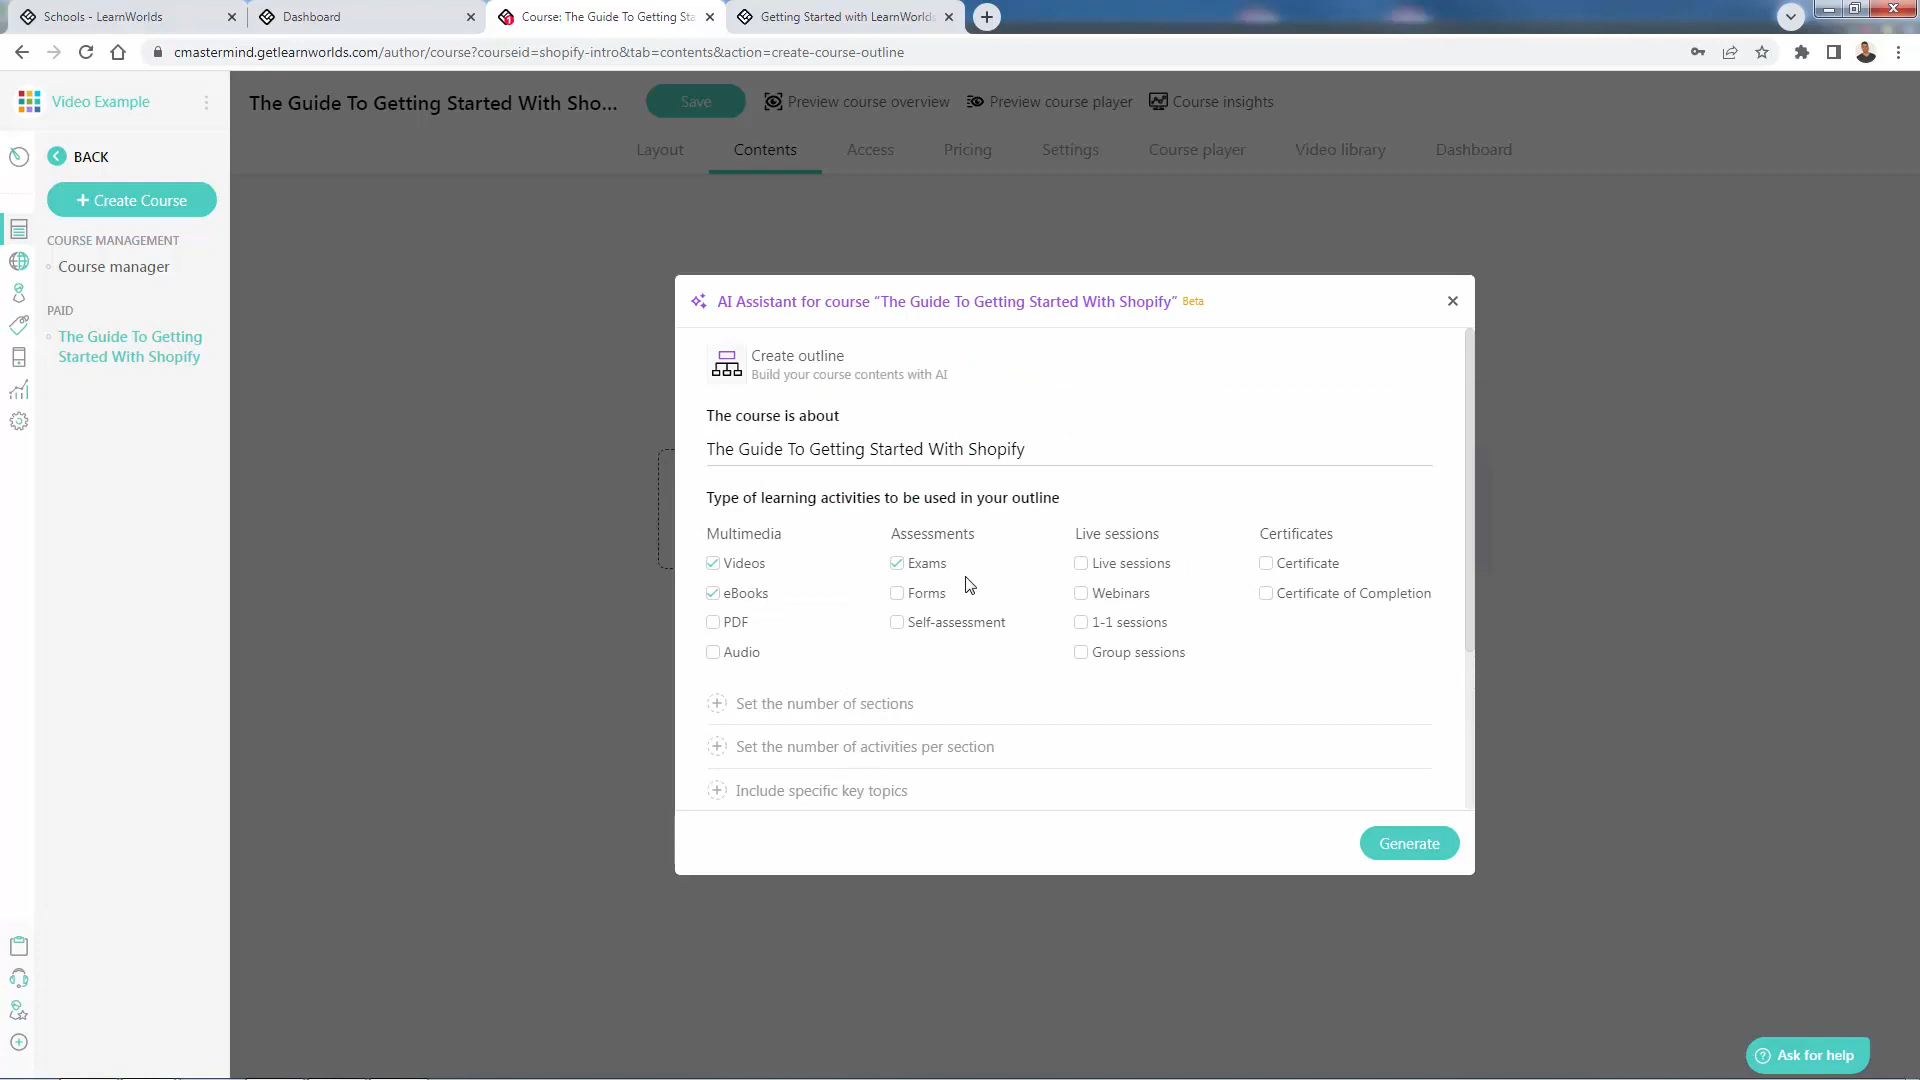 Schools - LearnWorlds
Dashboard
Course: The Guide To Getting Sta
Getting Started with LearnWorlds
cmastermind.getlearnworlds.com/author/course?courseid=shopify-intro&tab=contents&action=create-course-outline
Video Example
The Guide To Getting Started With Sho...
Save
Preview course overview
Preview course player
Course insights
Layout
Contents
Access
Pricing
Settings
Course player
Video library
Dashboard
BACK
+ Create Course
COURSE MANAGEMENT
Course manager
PAID
The Guide To Getting
Started With Shopify
AI Assistant for course “The Guide To Getting Started With Shopify” Beta
Create outline
Build your course contents with AI
The course is about
The Guide To Getting Started With Shopify
Type of learning activities to be used in your outline
Multimedia
Assessments
Live sessions
Certificates
Videos
Exams
Live sessions
Certificate
eBooks
Forms
Webinars
Certificate of Completion
PDF
Self-assessment
1-1 sessions
Audio
Group sessions
Set the number of sections
Set the number of activities per section
Include specific key topics
Generate
Ask for help